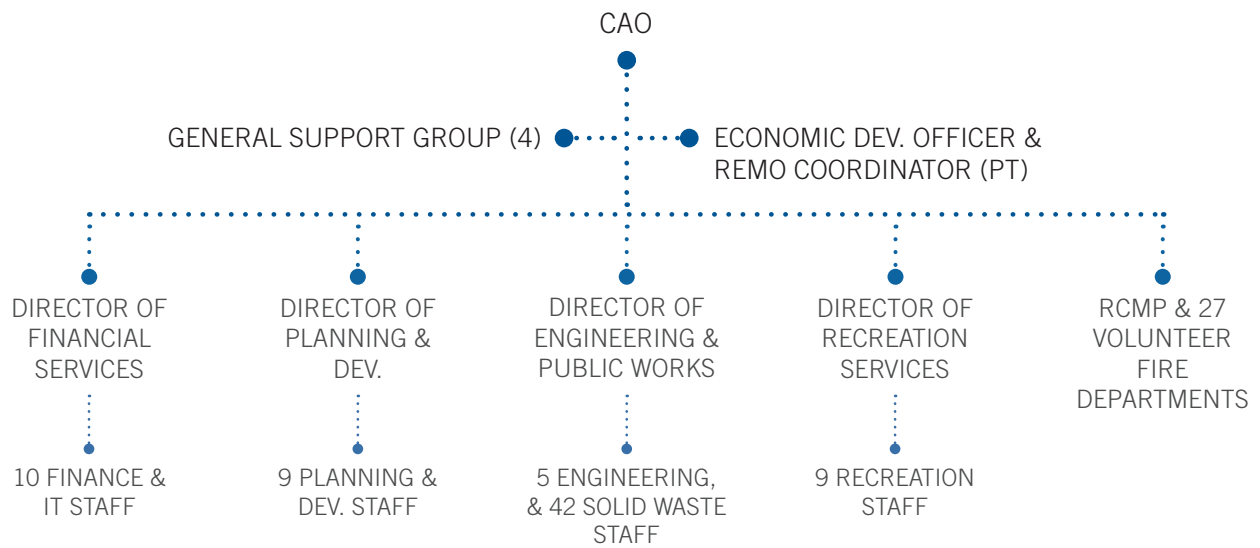 CAO
GENERAL SUPPORT GROUP (4)
ECONOMIC DEV. OFFICER &
REMO COORDINATOR (PT)
DIRECTOR OF
FINANCIAL
SERVICES
DIRECTOR OF
PLANNING &
DEV.
DIRECTOR OF
ENGINEERING &
PUBLIC WORKS
DIRECTOR OF
RECREATION
SERVICES
RCMP & 27
VOLUNTEER
FIRE
DEPARTMENTS
10 FINANCE &
IT STAFF
9 PLANNING &
DEV. STAFF
5 ENGINEERING,
& 42 SOLID WASTE
STAFF
9 RECREATION
STAFF